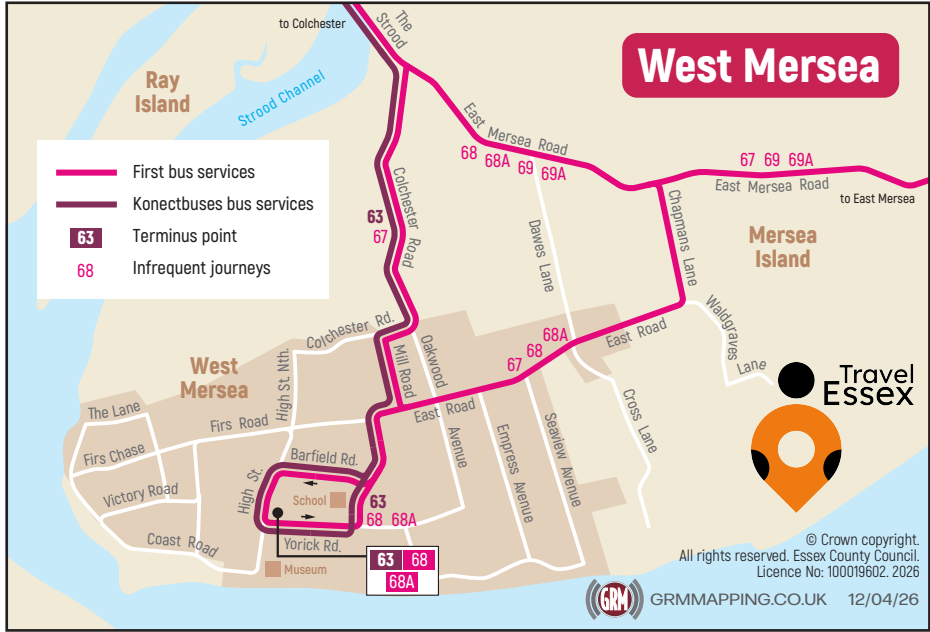 to Colchester
The
Strood
West Mersea
Ray
Island
Strood Channel
East Mersea Road
68 68A 69 69A
67 69 69A
East Mersea Road
to East Mersea
First bus services
Konectbuses bus services
63 Terminus point
68 Infrequent journeys
63
67
Colchester Road
Dawes Lane
Chapmans Lane
Mersea
Island
Waldgraves
Lane
Colchester Rd.
Mill Road
Oakwood
Avenue
67 68 68A
East Road
East Road
West
Mersea
High St. Nth.
The Lane
Firs Road
Firs Chase
Victory Road
Coast Road
High St.
Barfield Rd.
School
63
68 68A
Yorick Rd.
Museum
63 68
68A
Empress Avenue
Seaview Avenue
Cross Lane
Travel
Essex
© Crown copyright.
All rights reserved. Essex County Council.
Licence No: 100019602. 2026
GRM GRMMAPPING.CO.UK 12/04/26